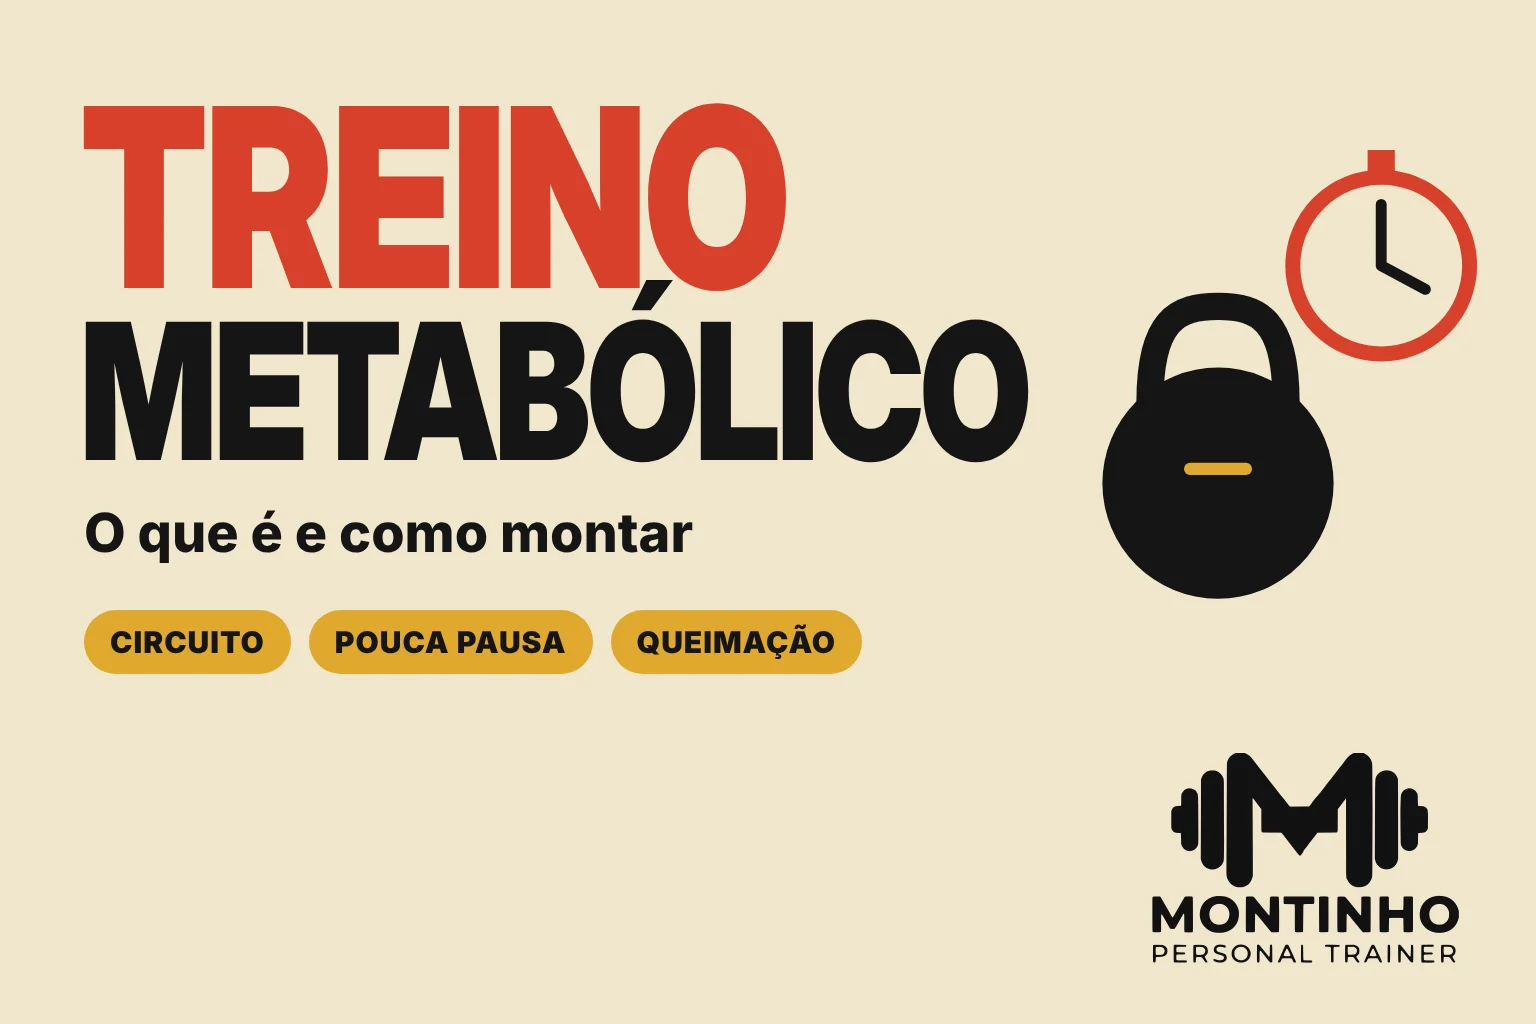 TREINO
METABÓLICO
O que é e como montar
CIRCUITO POUCA PAUSA QUEIMAÇÃO
MONTINHO
PERSONAL TRAINER